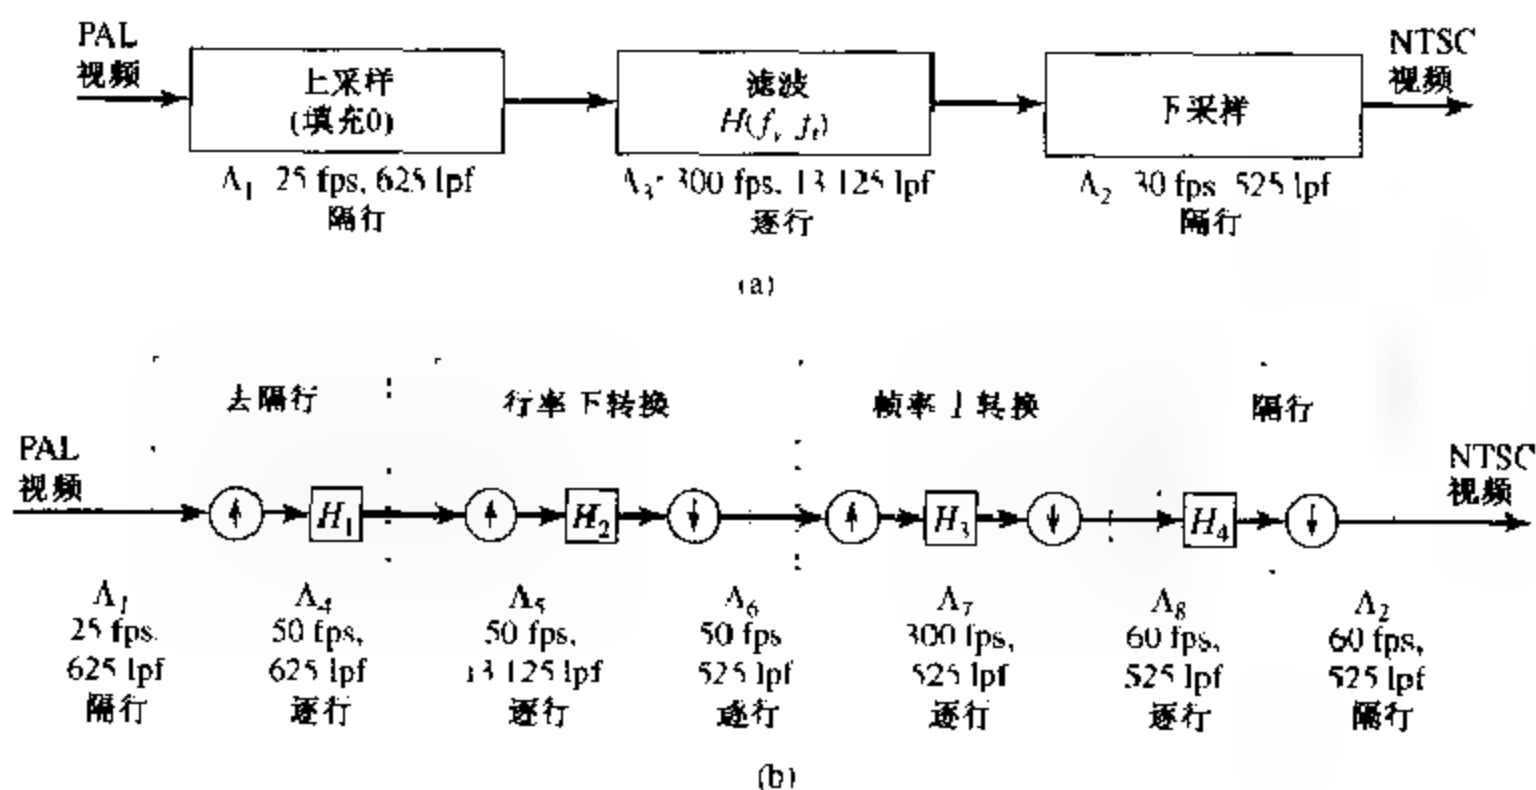 PAL
视频
上采样
(填充0)
滤波
H(f_v f_t)
下采样
NTSC
视频
Λ₁ 25 fps, 625 lpf
隔行
Λ₃: 300 fps. 13 125 lpf
逐行
Λ₂ 30 fps 525 lpf
隔行
(a)
去隔行
行率下转换
帧率上转换
隔行
PAL
视频
H₁
H₂
H₃
H₄
NTSC
视频
Λ₁
25 fps.
625 lpf
隔行
Λ₄
50 fps,
625 lpf
逐行
Λ₅
50 fps,
13 125 lpf
逐行
Λ₆
50 fps
525 lpf
逐行
Λ₇
300 fps,
525 lpf
逐行
Λ₈
60 fps,
525 lpf
逐行
Λ₂
60 fps,
525 lpf
隔行
(b)